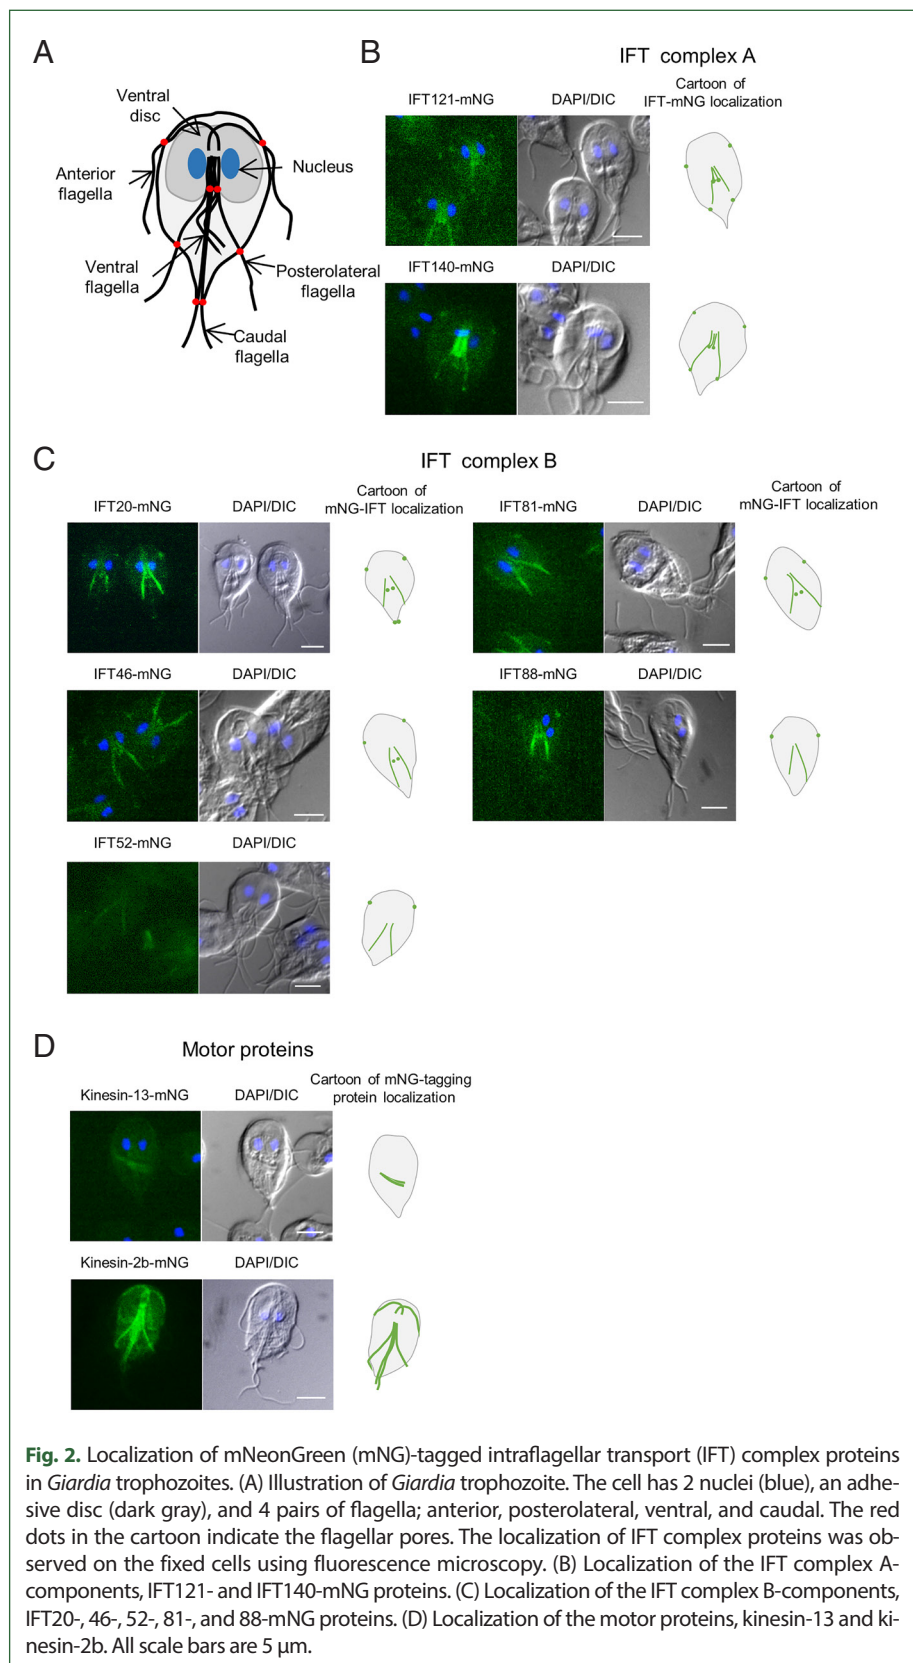 A
Ventral
disc
Anterior
flagella
Nucleus
Ventral
flagella
Posterolateral
flagella
Caudal
flagella
B
IFT complex A
IFT121-mNG
DAPI/DIC
Cartoon of
IFT-mNG localization
IFT140-mNG
DAPI/DIC
C
IFT complex B
IFT20-mNG
DAPI/DIC
Cartoon of
mNG-IFT localization
IFT81-mNG
DAPI/DIC
Cartoon of
mNG-IFT localization
IFT46-mNG
DAPI/DIC
IFT88-mNG
DAPI/DIC
IFT52-mNG
DAPI/DIC
D
Motor proteins
Kinesin-13-mNG
DAPI/DIC
Cartoon of mNG-tagging
protein localization
Kinesin-2b-mNG
DAPI/DIC
Fig. 2. Localization of mNeonGreen (mNG)-tagged intraflagellar transport (IFT) complex proteins
in Giardia trophozoites. (A) Illustration of Giardia trophozoite. The cell has 2 nuclei (blue), an adhe-
sive disc (dark gray), and 4 pairs of flagella; anterior, posterolateral, ventral, and caudal. The red
dots in the cartoon indicate the flagellar pores. The localization of IFT complex proteins was ob-
served on the fixed cells using fluorescence microscopy. (B) Localization of the IFT complex A-
components, IFT121- and IFT140-mNG proteins. (C) Localization of the IFT complex B-components,
IFT20-, 46-, 52-, 81-, and 88-mNG proteins. (D) Localization of the motor proteins, kinesin-13 and ki-
nesin-2b. All scale bars are 5 μm.